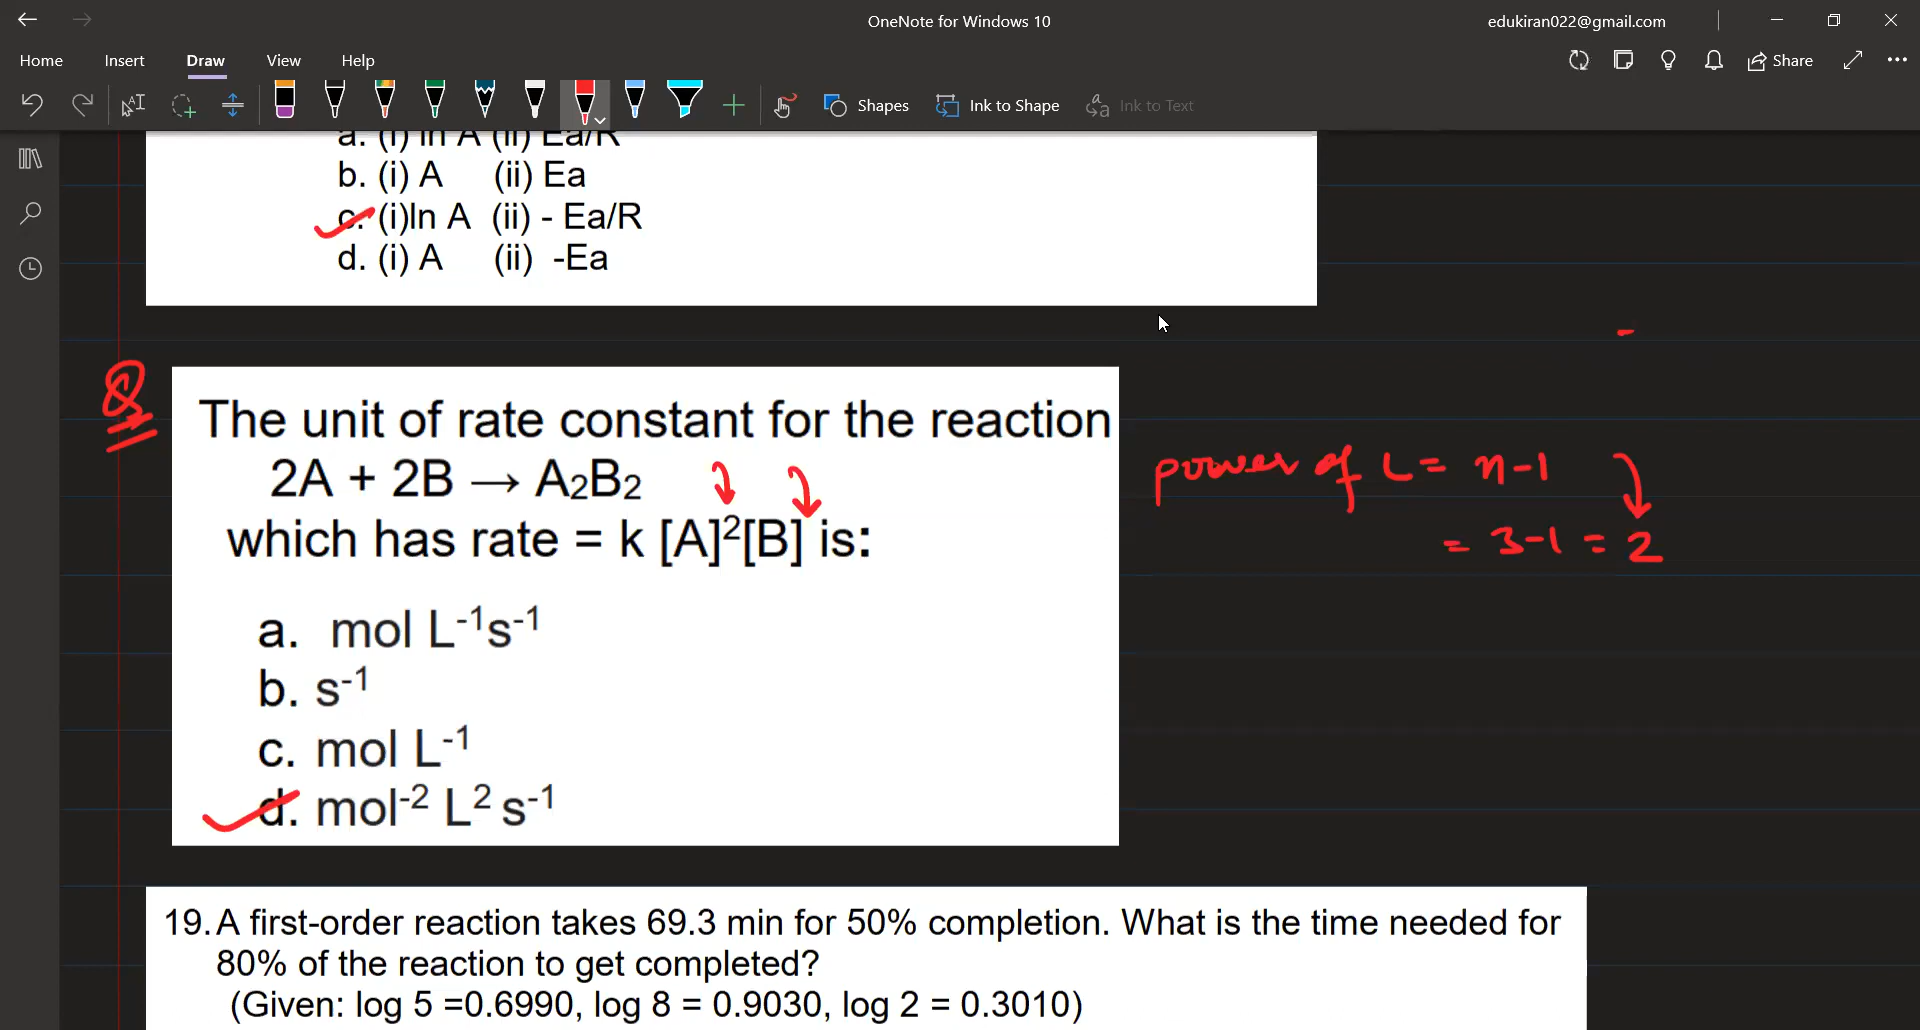 OneNote for Windows 10
edukiran022@gmail.com
Home Insert Draw View Help
Share
Shapes Ink to Shape Ink to Text
a. (i) ln A (ii) Ea/R
b. (i) A (ii) Ea
c. (i)ln A (ii) - Ea/R
d. (i) A (ii) -Ea
Q
The unit of rate constant for the reaction
2A + 2B → A₂B₂
which has rate = k [A]²[B] is:
a. mol L⁻¹s⁻¹
b. s⁻¹
c. mol L⁻¹
d. mol⁻² L² s⁻¹
power of L = n-1
= 3-1 = 2
19. A first-order reaction takes 69.3 min for 50% completion. What is the time needed for
80% of the reaction to get completed?
(Given: log 5 =0.6990, log 8 = 0.9030, log 2 = 0.3010)